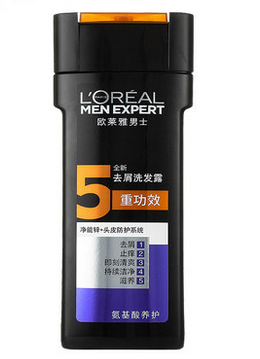 L'ORÉAL
MEN EXPERT
欧莱雅男士
5
全新
去屑洗发露
重功效
净能锌+头皮防护系统
去屑 1
止痒 2
即刻清爽 3
持续洁净 4
滋养 5
氨基酸养护